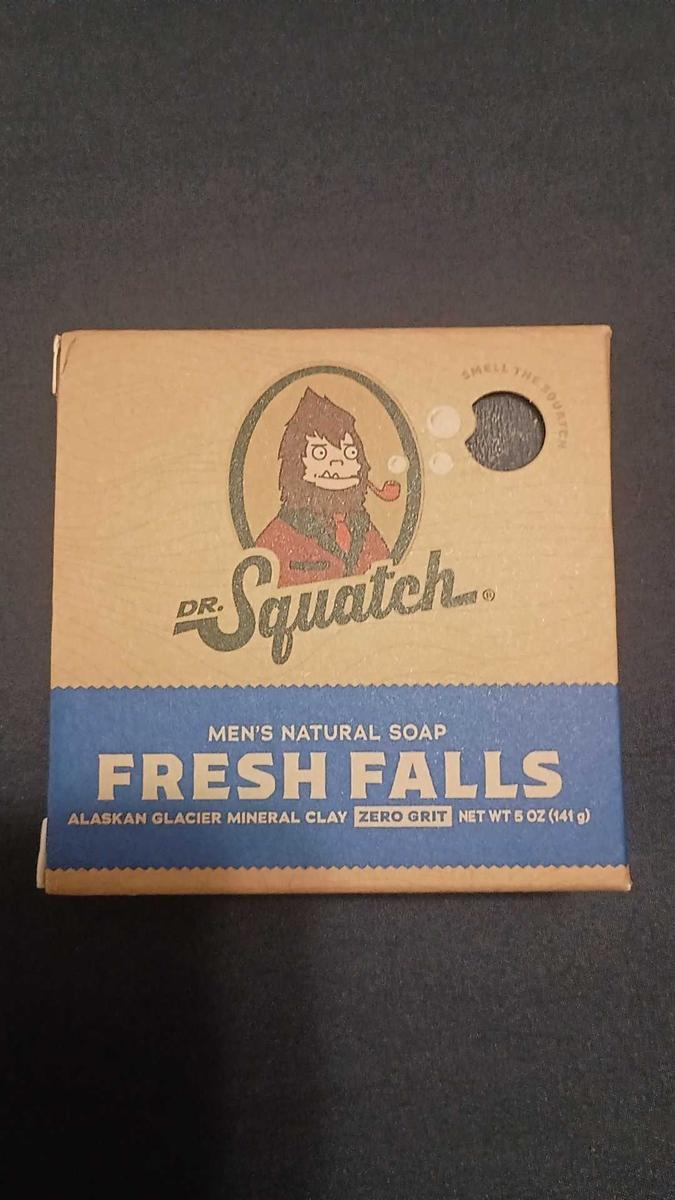 SMELL THE SQUATCH
DR. Squatch®
MEN'S NATURAL SOAP
FRESH FALLS
ALASKAN GLACIER MINERAL CLAY ZERO GRIT NET WT 5 OZ (141 g)